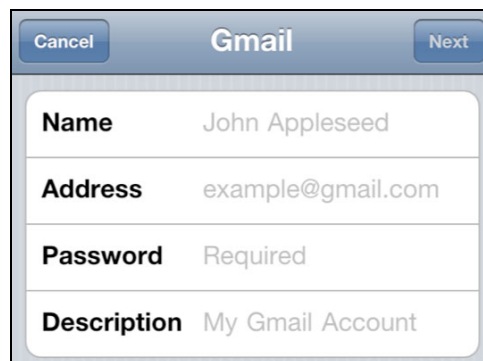 Cancel Gmail Next
Name John Appleseed
Address example@gmail.com
Password Required
Description My Gmail Account